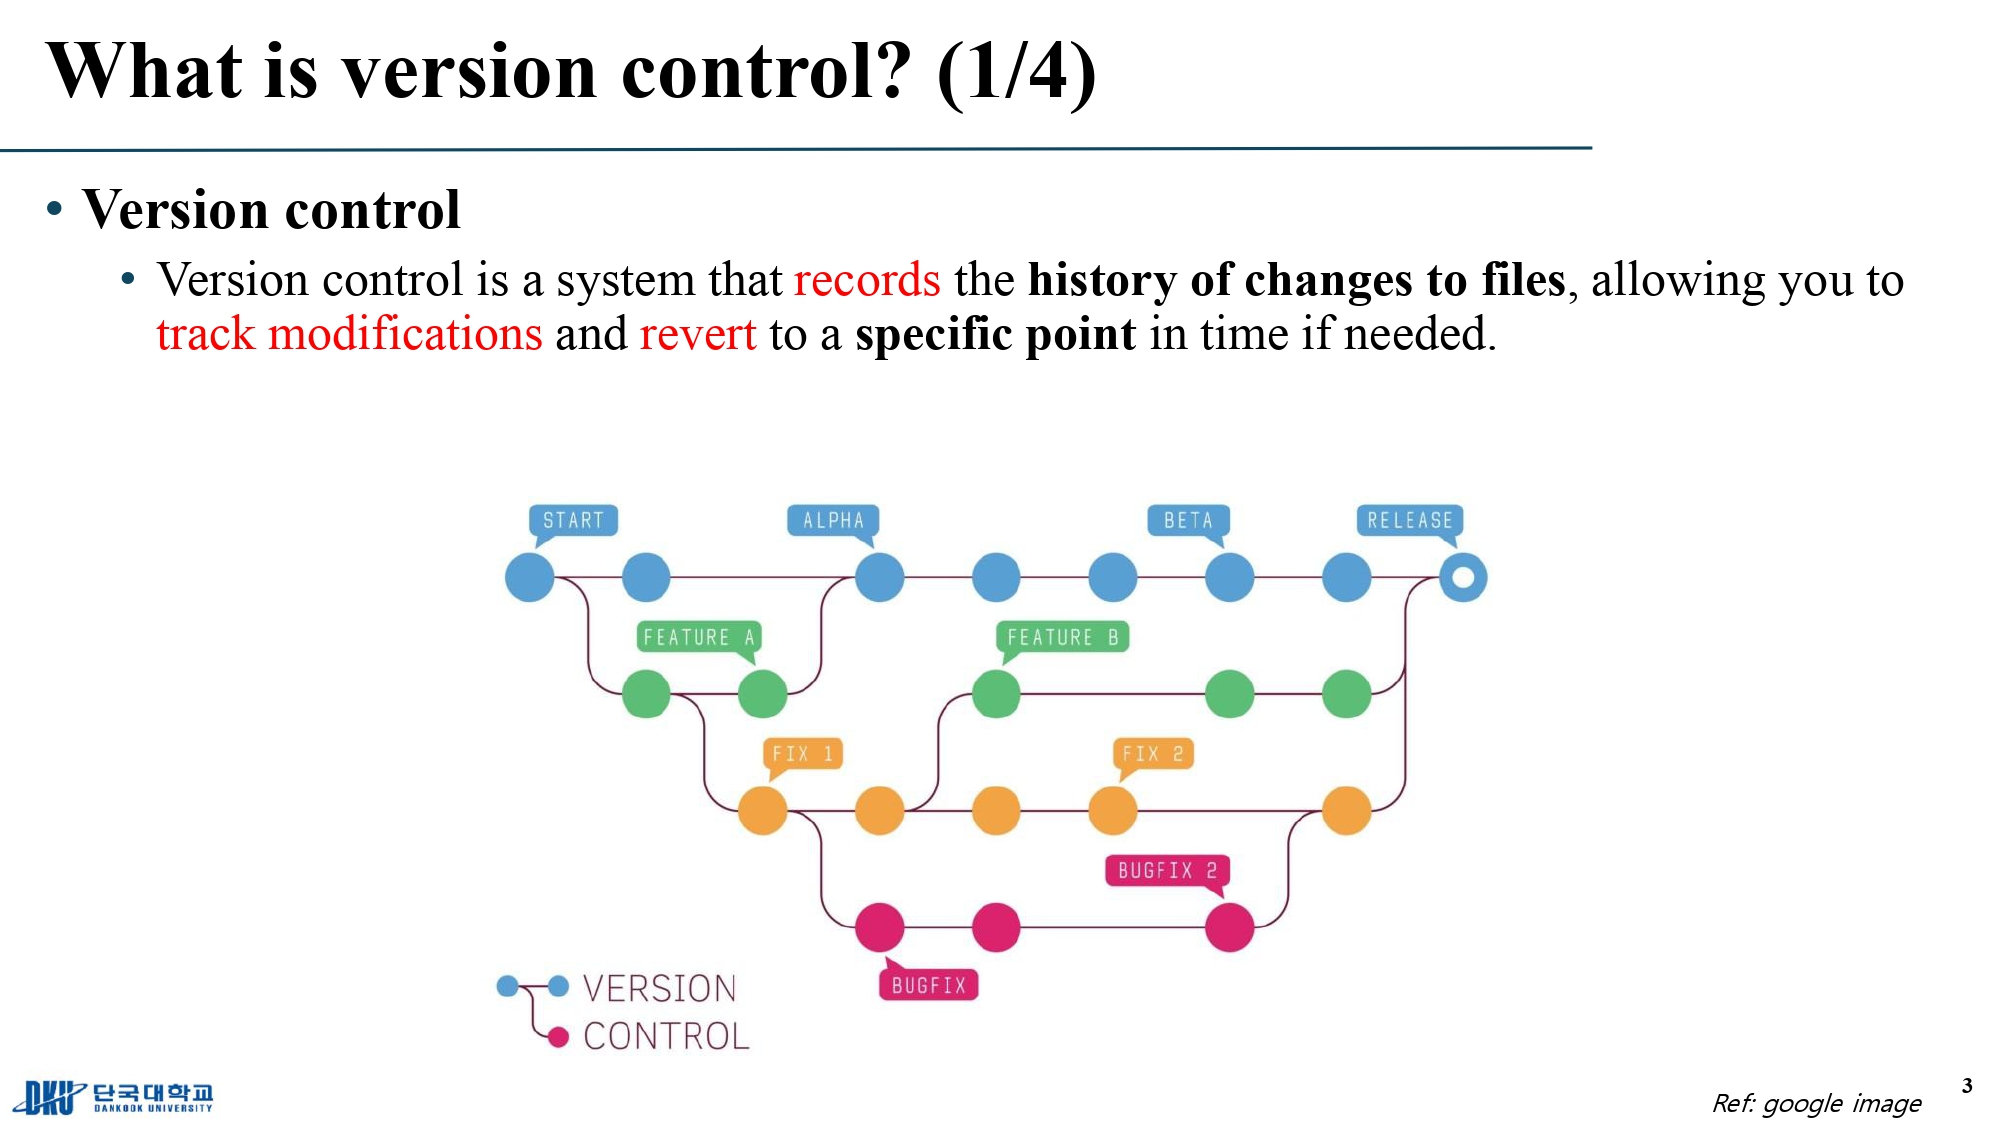 What is version control? (1/4)
• Version control
• Version control is a system that records the history of changes to files, allowing you to
track modifications and revert to a specific point in time if needed.
START
ALPHA
BETA
RELEASE
FEATURE A
FEATURE B
FIX 1
FIX 2
BUGFIX 2
BUGFIX
VERSION
CONTROL
DKU 단국대학교
DANKOOK UNIVERSITY
Ref: google image
3